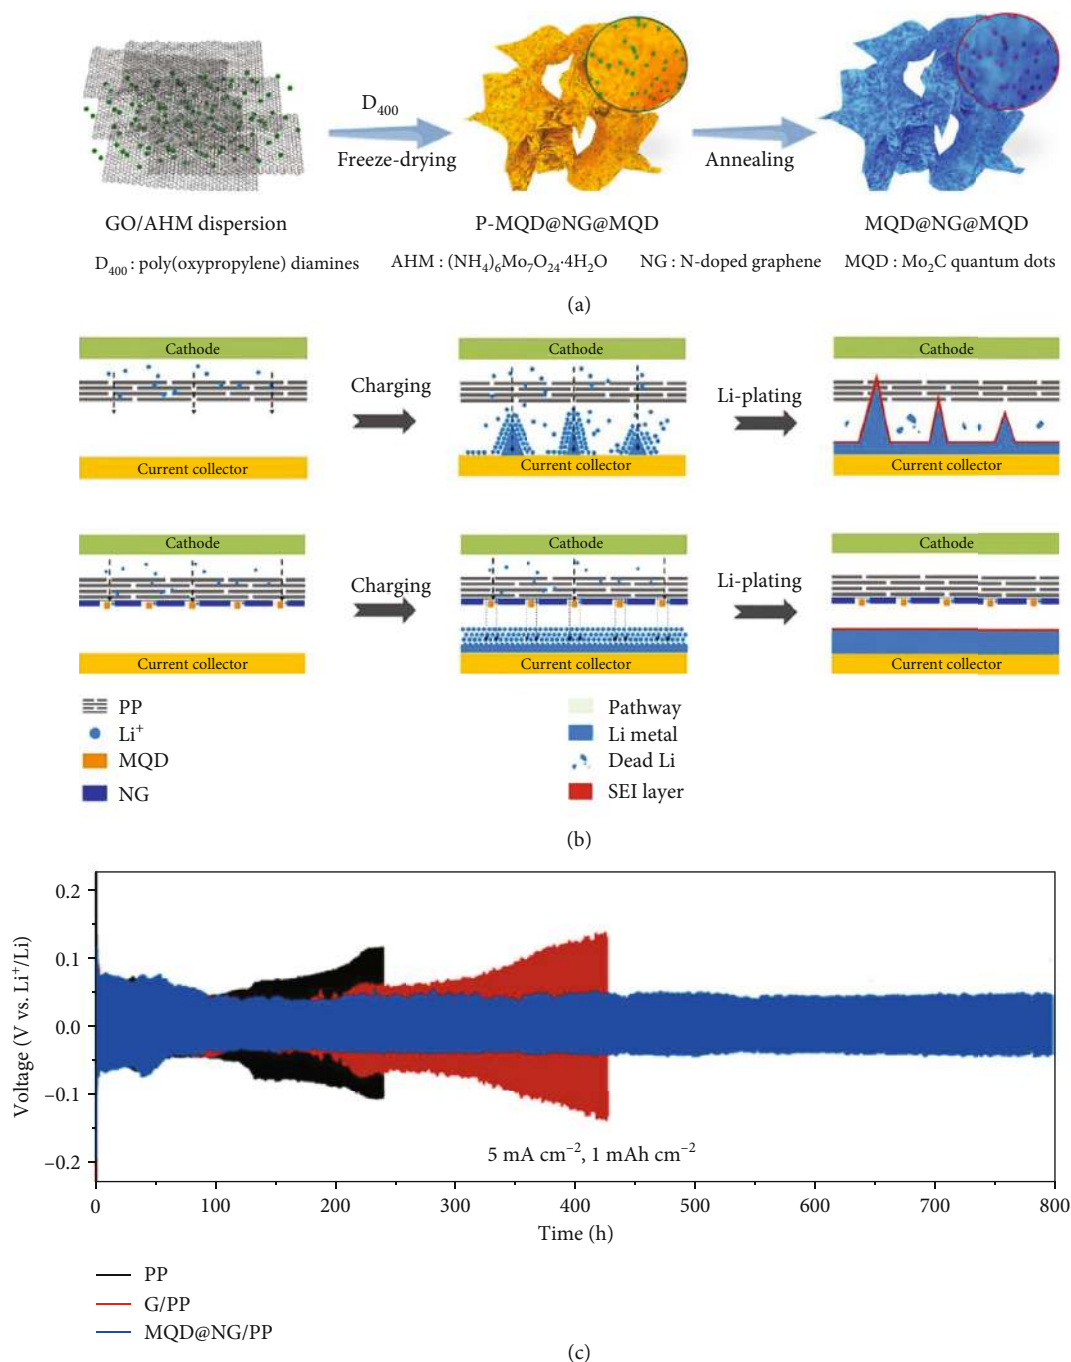 D₄₀₀
Freeze-drying
Annealing
GO/AHM dispersion
P-MQD@NG@MQD
MQD@NG@MQD
D₄₀₀ : poly(oxypropylene) diamines
AHM : (NH₄)₆Mo₇O₂₄·4H₂O
NG : N-doped graphene
MQD : Mo₂C quantum dots
(a)
Cathode
Current collector
Charging
Cathode
Current collector
Li-plating
Cathode
Current collector
Cathode
Current collector
Charging
Cathode
Current collector
Li-plating
Cathode
Current collector
PP
Li⁺
MQD
NG
Pathway
Li metal
Dead Li
SEI layer
(b)
Voltage (V vs. Li⁺/Li)
0.2
0.1
0.0
−0.1
−0.2
5 mA cm⁻², 1 mAh cm⁻²
0 100 200 300 400 500 600 700 800
Time (h)
PP
G/PP
MQD@NG/PP
(c)